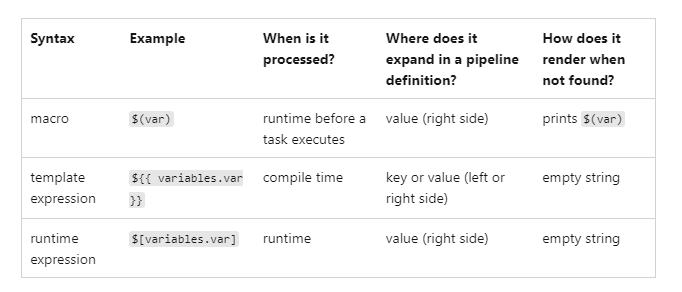 Syntax Example When is it processed? Where does it expand in a pipeline definition? How does it render when not found?
macro $(var) runtime before a task executes value (right side) prints $(var)
template expression ${{ variables.var }} compile time key or value (left or right side) empty string
runtime expression $[variables.var] runtime value (right side) empty string